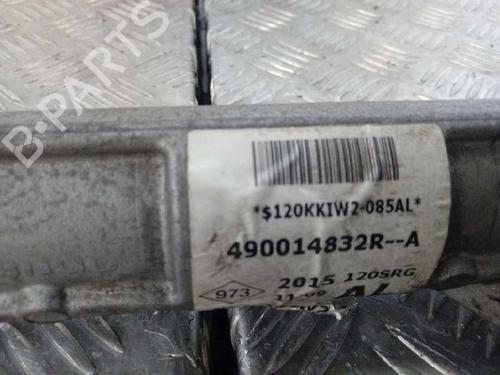 B-PARTS
*$120KKIW2-085AL*
490014832R--A
973 2015 120SRG
AL